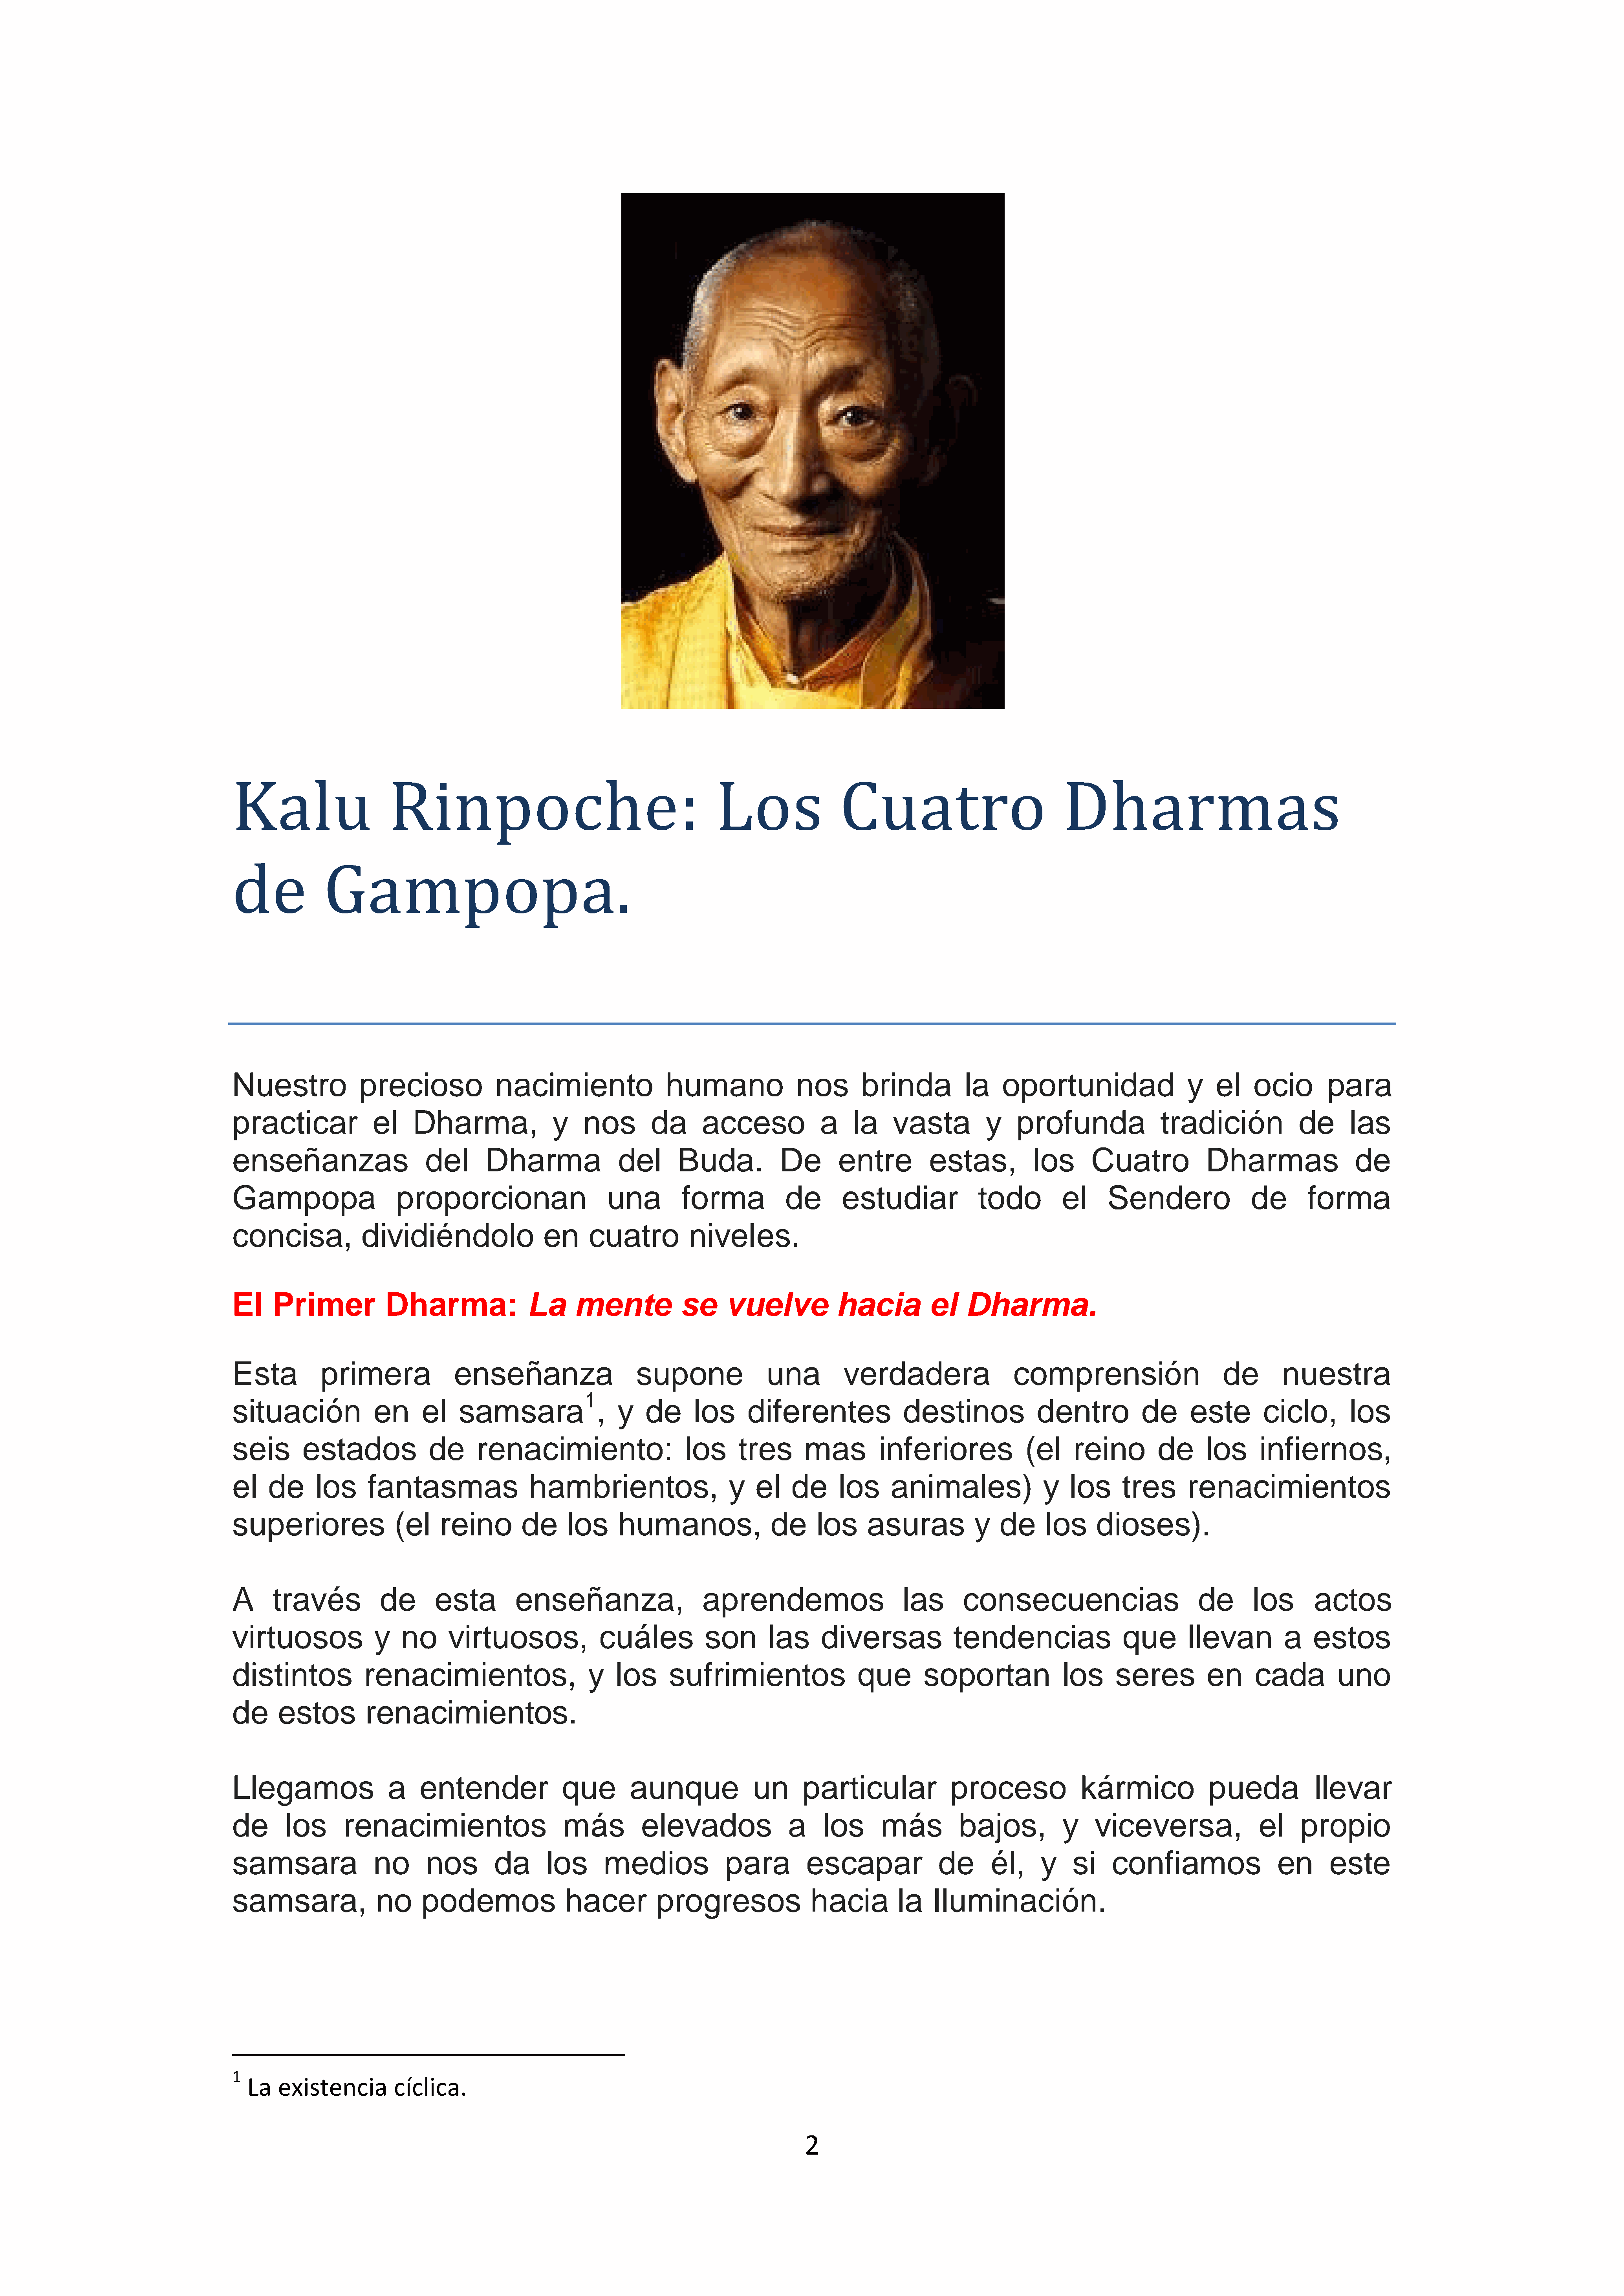 Kalu Rinpoche: Los Cuatro Dharmas
de Gampopa.
Nuestro precioso nacimiento humano nos brinda la oportunidad y el ocio para
practicar el Dharma, y nos da acceso a la vasta y profunda tradición de las
enseñanzas del Dharma del Buda. De entre estas, los Cuatro Dharmas de
Gampopa proporcionan una forma de estudiar todo el Sendero de forma
concisa, dividiéndolo en cuatro niveles.
El Primer Dharma: La mente se vuelve hacia el Dharma.
Esta primera enseñanza supone una verdadera comprensión de nuestra
situación en el samsara¹, y de los diferentes destinos dentro de este ciclo, los
seis estados de renacimiento: los tres mas inferiores (el reino de los infiernos,
el de los fantasmas hambrientos, y el de los animales) y los tres renacimientos
superiores (el reino de los humanos, de los asuras y de los dioses).
A través de esta enseñanza, aprendemos las consecuencias de los actos
virtuosos y no virtuosos, cuáles son las diversas tendencias que llevan a estos
distintos renacimientos, y los sufrimientos que soportan los seres en cada uno
de estos renacimientos.
Llegamos a entender que aunque un particular proceso kármico pueda llevar
de los renacimientos más elevados a los más bajos, y viceversa, el propio
samsara no nos da los medios para escapar de él, y si confiamos en este
samsara, no podemos hacer progresos hacia la Iluminación.
¹ La existencia cíclica.
2